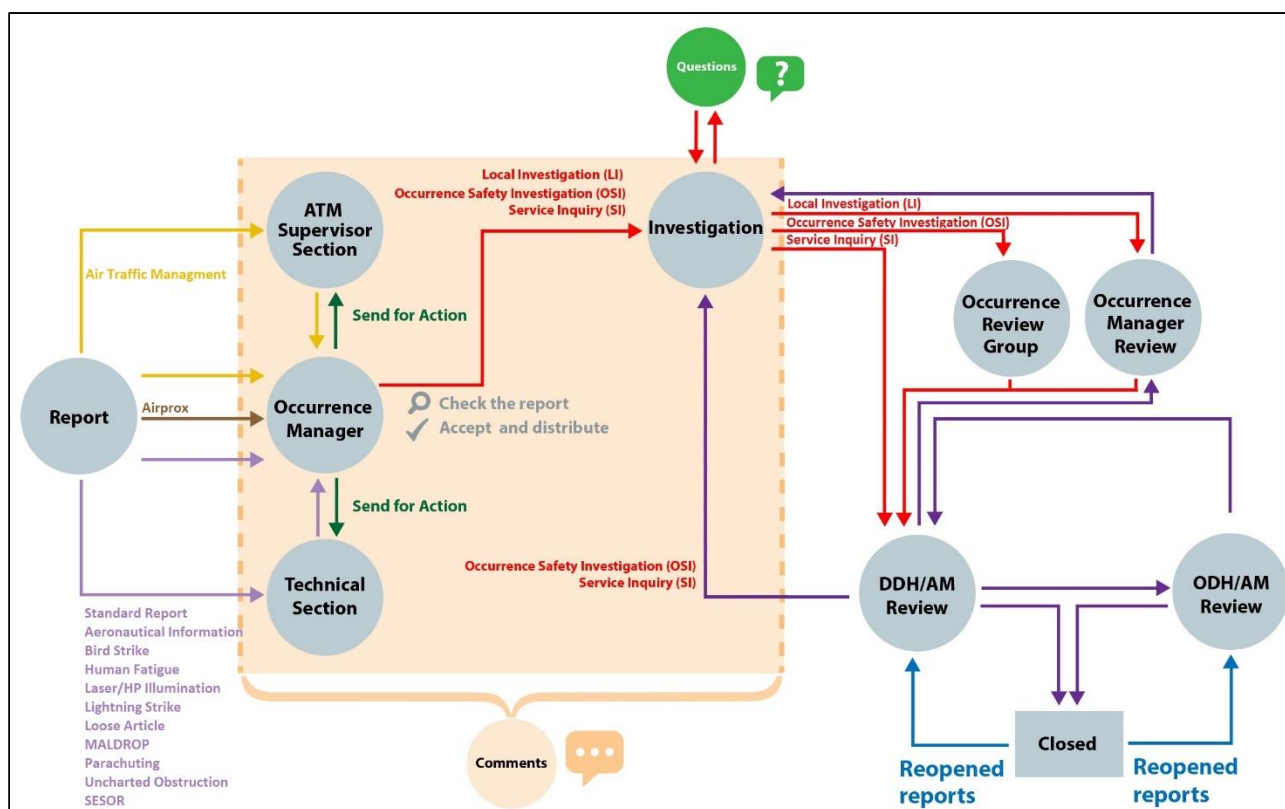 Questions
?
Local Investigation (LI)
Occurrence Safety Investigation (OSI)
Service Inquiry (SI)
ATM
Supervisor
Section
Investigation
Local Investigation (LI)
Occurrence Safety Investigation (OSI)
Service Inquiry (SI)
Air Traffic Managment
Send for Action
Occurrence
Review
Group
Occurrence
Manager
Review
Report
Airprox
Occurrence
Manager
Check the report
Accept and distribute
Send for Action
Technical
Section
Occurrence Safety Investigation (OSI)
Service Inquiry (SI)
DDH/AM
Review
ODH/AM
Review
Standard Report
Aeronautical Information
Bird Strike
Human Fatigue
Laser/HP Illumination
Lightning Strike
Loose Article
MALDROP
Parachuting
Uncharted Obstruction
SESOR
Comments
Closed
Reopened
reports
Reopened
reports